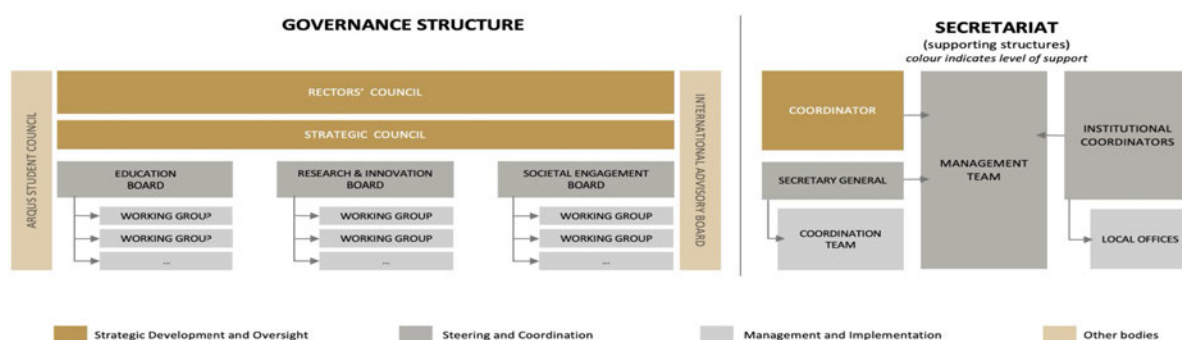 GOVERNANCE STRUCTURE
ARQUS STUDENT COUNCIL
RECTORS' COUNCIL
STRATEGIC COUNCIL
EDUCATION
BOARD
WORKING GROUP
WORKING GROUP
...
RESEARCH & INNOVATION
BOARD
WORKING GROUP
WORKING GROUP
...
SOCIETAL ENGAGEMENT
BOARD
WORKING GROUP
WORKING GROUP
...
INTERNATIONAL ADVISORY BOARD
SECRETARIAT
(supporting structures)
colour indicates level of support
COORDINATOR
SECRETARY GENERAL
COORDINATION
TEAM
MANAGEMENT
TEAM
INSTITUTIONAL
COORDINATORS
LOCAL OFFICES
Strategic Development and Oversight
Steering and Coordination
Management and Implementation
Other bodies